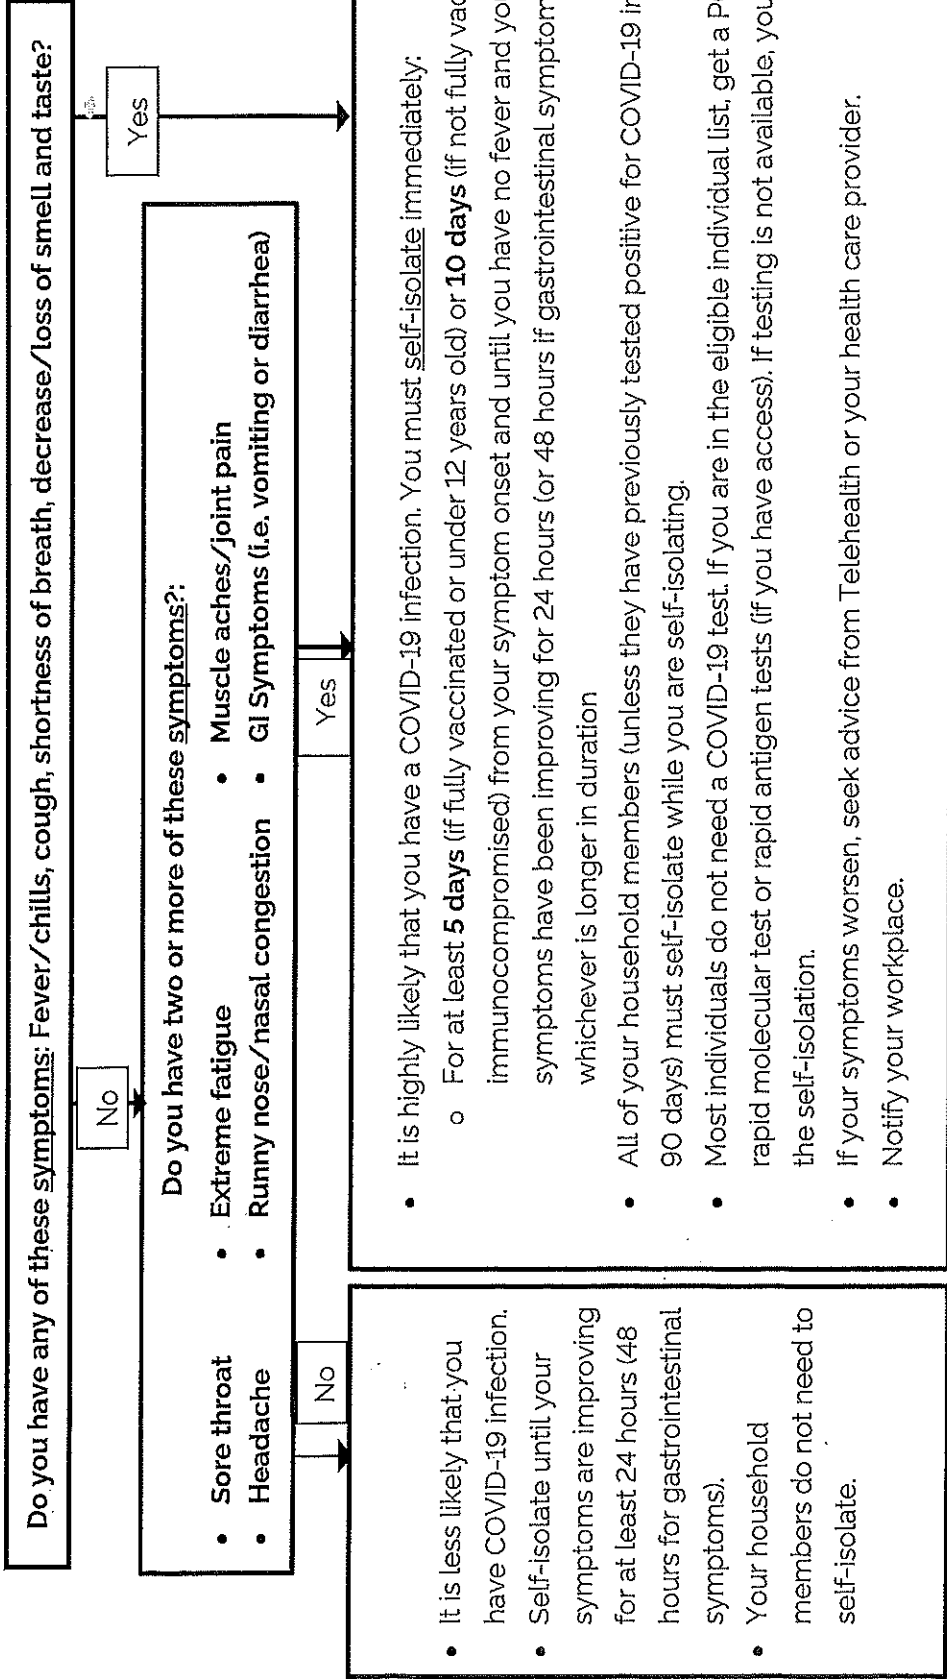 Do you have any of these symptoms: Fever/chills, cough, shortness of breath, decrease/loss of smell and taste?
No
Yes
Do you have two or more of these symptoms?:
• Sore throat
• Headache
• Extreme fatigue
• Runny nose/nasal congestion
• Muscle aches/joint pain
• GI Symptoms (i.e. vomiting or diarrhea)
No
Yes
• It is less likely that you
have COVID-19 infection.
• Self-isolate until your
symptoms are improving
for at least 24 hours (48
hours for gastrointestinal
symptoms).
• Your household
members do not need to
self-isolate.
• It is highly likely that you have a COVID-19 infection. You must self-isolate immediately:
o For at least 5 days (if fully vaccinated or under 12 years old) or 10 days (if not fully vac
immunocompromised) from your symptom onset and until you have no fever and you
symptoms have been improving for 24 hours (or 48 hours if gastrointestinal symptom
whichever is longer in duration
• All of your household members (unless they have previously tested positive for COVID-19 in
90 days) must self-isolate while you are self-isolating.
• Most individuals do not need a COVID-19 test. If you are in the eligible individual list, get a P
rapid molecular test or rapid antigen tests (if you have access). If testing is not available, you
the self-isolation.
• If your symptoms worsen, seek advice from Telehealth or your health care provider.
• Notify your workplace.